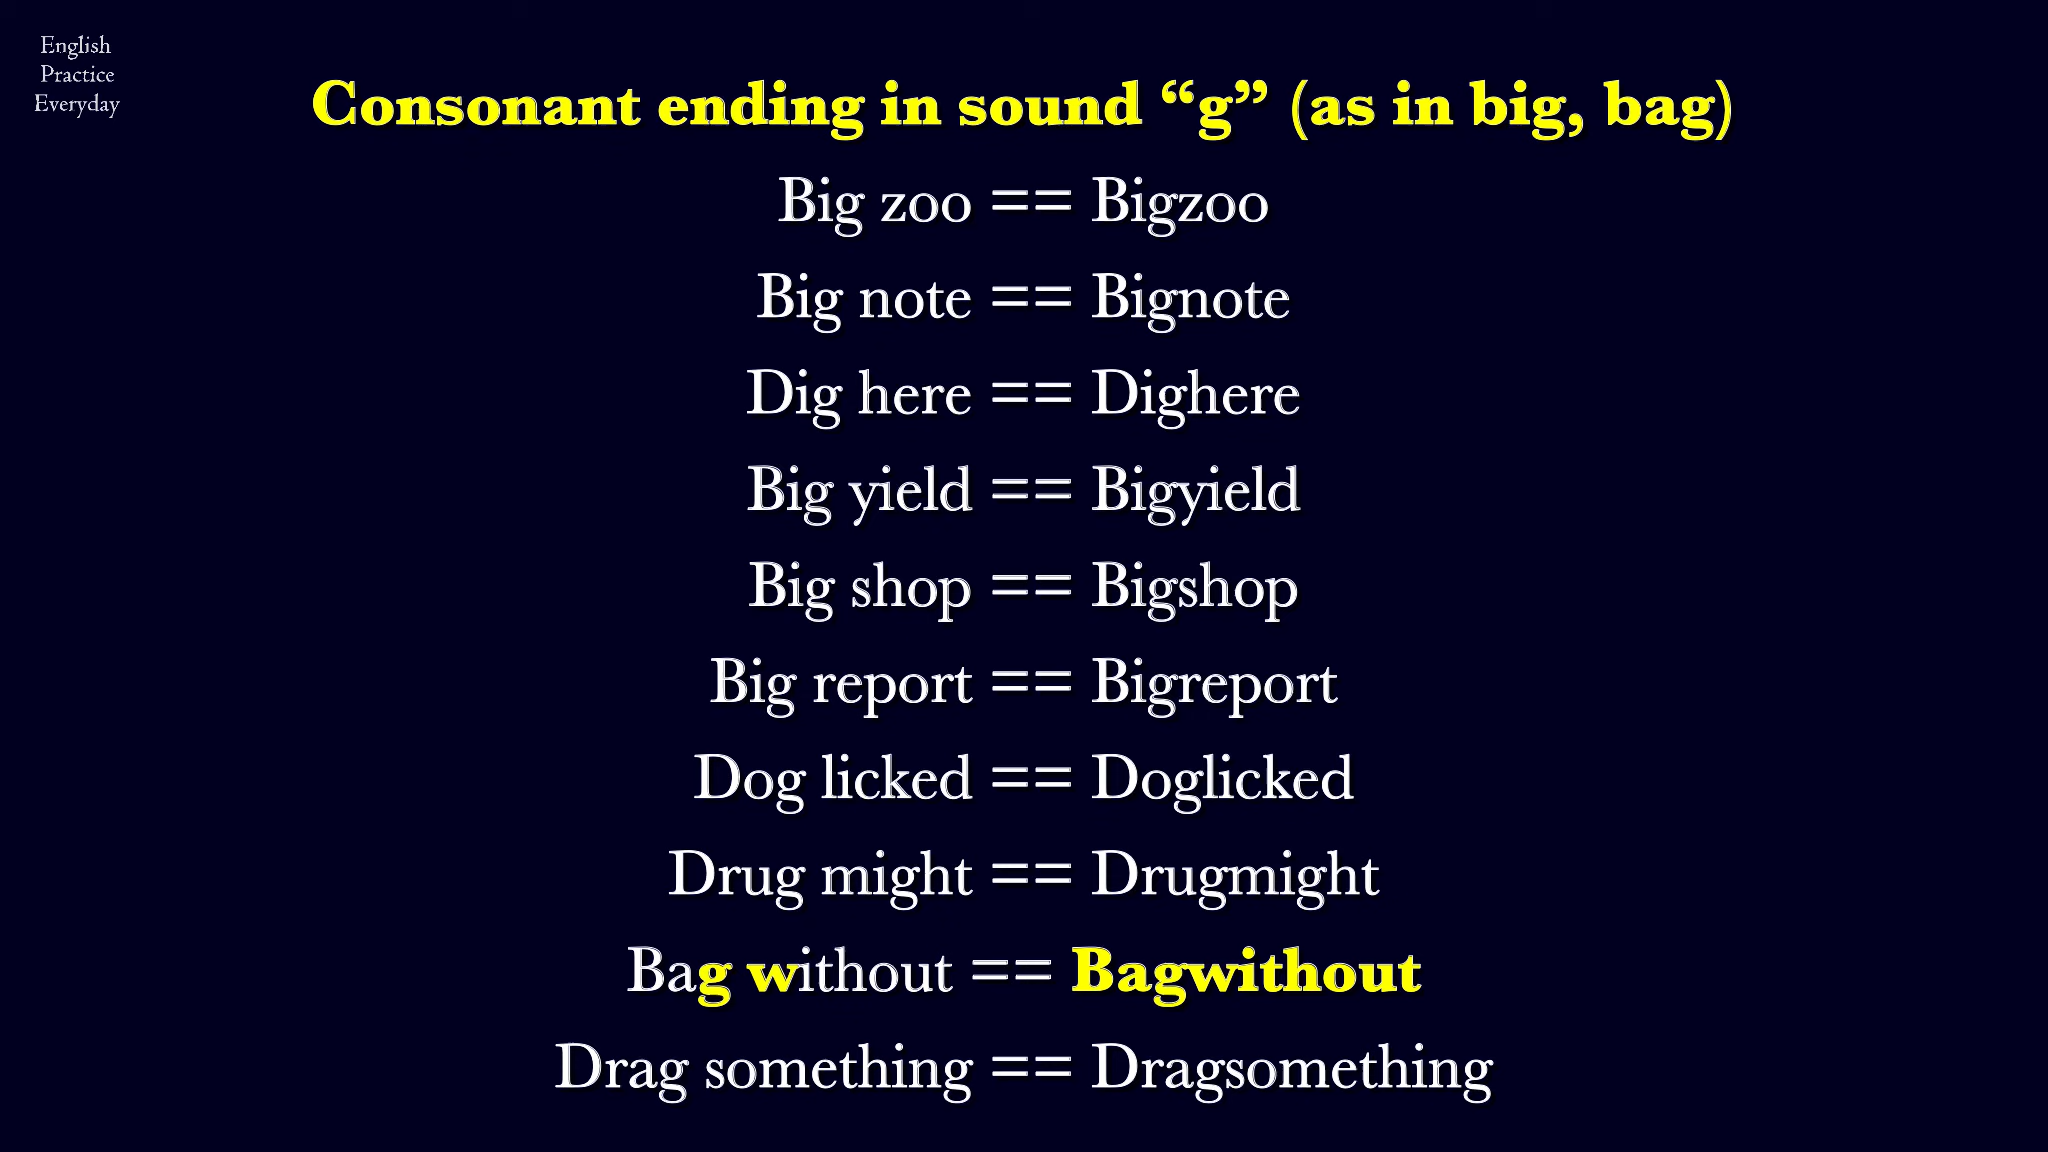 English
Practice
Everyday
Consonant ending in sound “g” (as in big, bag)
Big zoo == Bigzoo
Big note == Bignote
Dig here == Dighere
Big yield == Bigyield
Big shop == Bigshop
Big report == Bigreport
Dog licked == Doglicked
Drug might == Drugmight
Bag without == Bagwithout
Drag something == Dragsomething